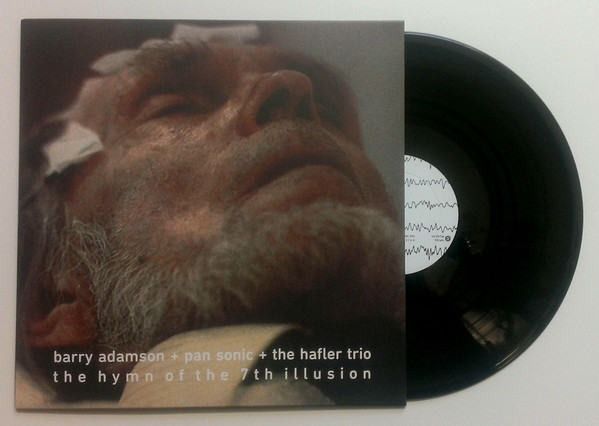 barry adamson + pan sonic + the hafler trio
the hymn of the 7th illusion